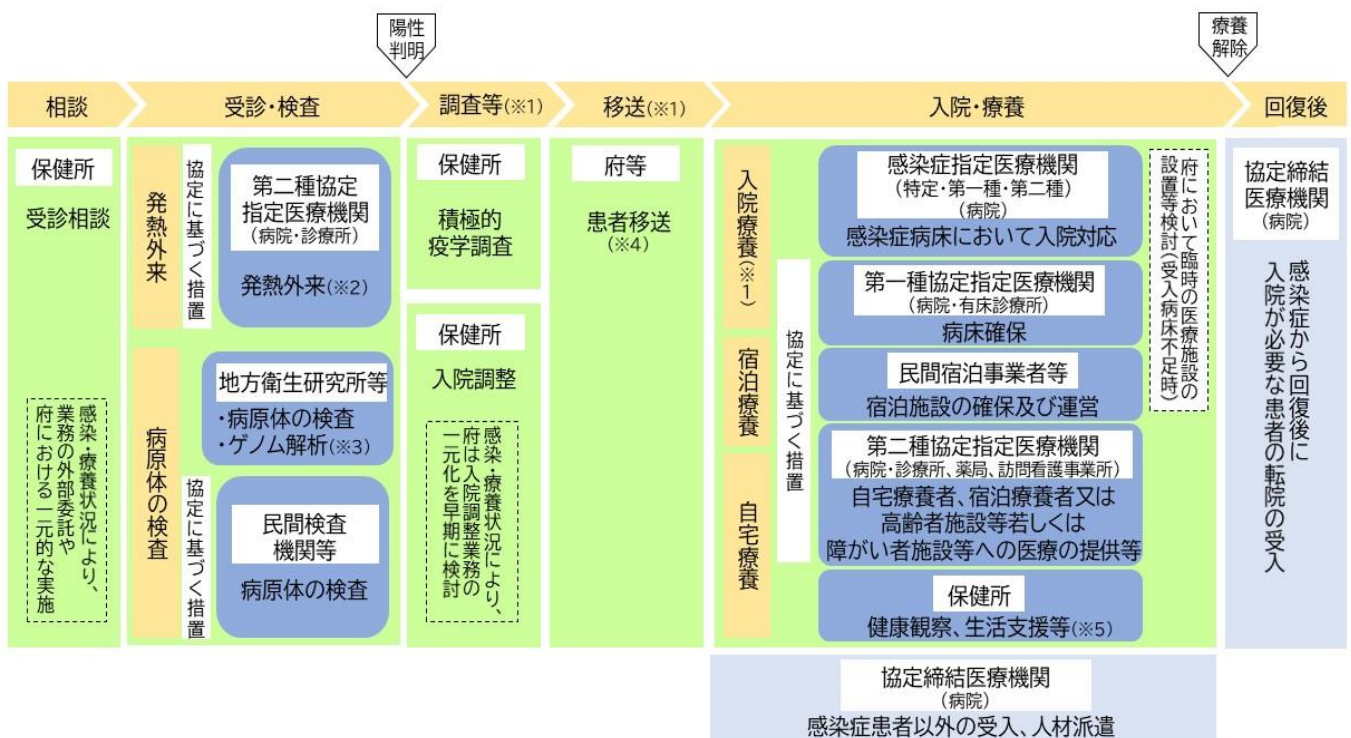 陽性
判明
療養
解除
相談
受診・検査
調査等(※1)
移送(※1)
入院・療養
回復後
保健所
受診相談
感染・療養状況により、
業務の外部委託や
府における一元的な実施
発熱外来
協定に基づく措置
第二種協定
指定医療機関
(病院・診療所)
発熱外来(※2)
病原体の検査
地方衛生研究所等
・病原体の検査
・ゲノム解析(※3)
協定に基づく措置
民間検査
機関等
病原体の検査
保健所
積極的
疫学調査
保健所
入院調整
感染・療養状況により、
府は入院調整業務の
一元化を早期に検討
府等
患者移送
(※4)
入院療養(※1)
宿泊療養
自宅療養
協定に基づく措置
感染症指定医療機関
(特定・第一種・第二種)
(病院)
感染症病床において入院対応
第一種協定指定医療機関
(病院・有床診療所)
病床確保
民間宿泊事業者等
宿泊施設の確保及び運営
第二種協定指定医療機関
(病院・診療所、薬局、訪問看護事業所)
自宅療養者、宿泊療養者又は
高齢者施設等若しくは
障がい者施設等への医療の提供等
保健所
健康観察、生活支援等(※5)
府において臨時の医療施設の
設置等検討(受入病床不足時)
協定締結医療機関
(病院)
感染症患者以外の受入、人材派遣
協定締結
医療機関
(病院)
感染症から回復後に
入院が必要な患者の転院の受入